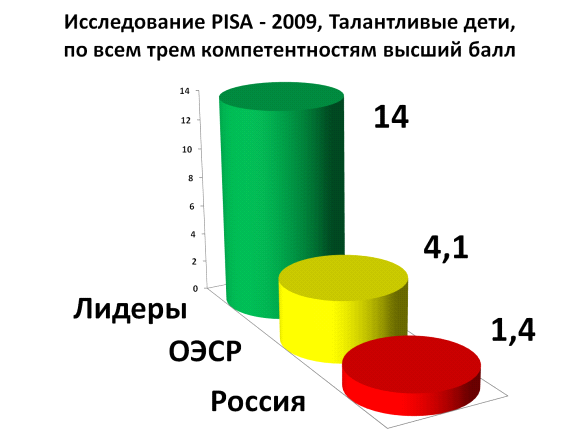 Исследование PISA - 2009, Талантливые дети,
по всем трем компетентностям высший балл
14
12
10
8
6
4
2
0
14
4,1
1,4
Лидеры
ОЭСР
Россия